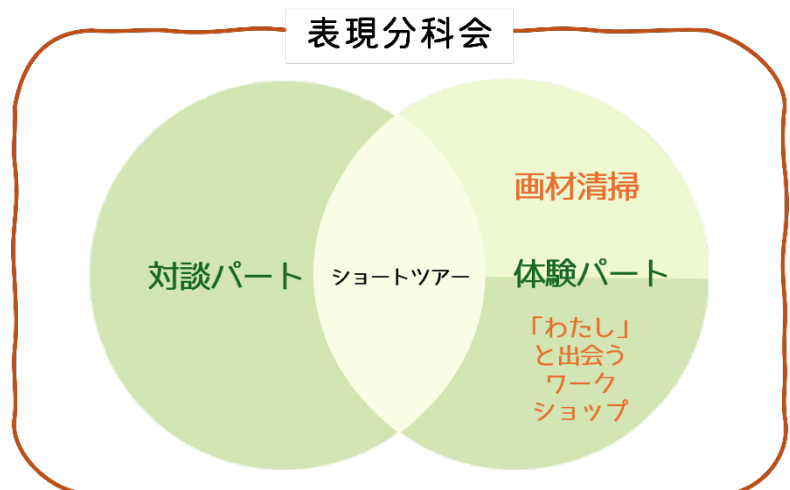 表現分科会
対談パート
ショートツアー
画材清掃
体験パート
「わたし」
と出会う
ワーク
ショップ